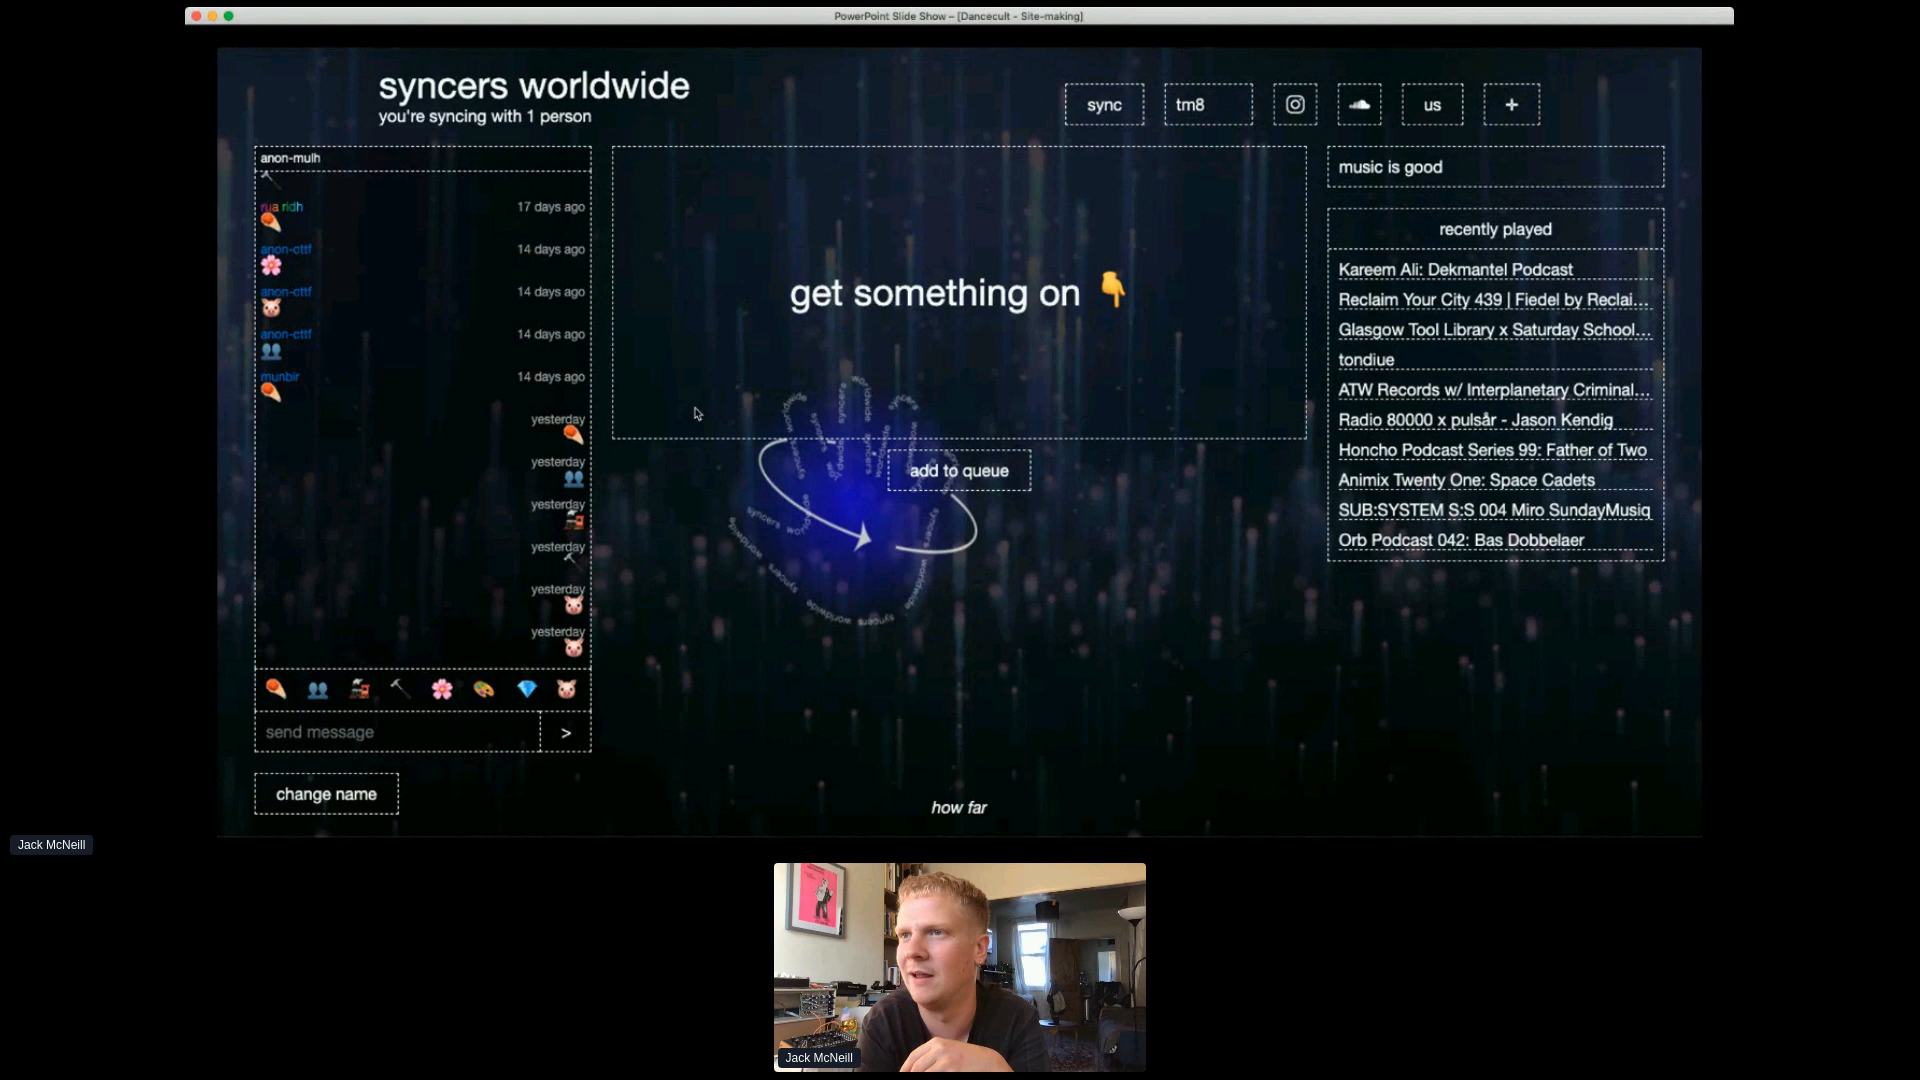 PowerPoint Slide Show – [Dancecult - Site-making]
syncers worldwide
you're syncing with 1 person
sync
tm8
us
+
anon-mulh
rua ridh
17 days ago
anon-cttf
14 days ago
anon-cttf
14 days ago
anon-cttf
14 days ago
munbir
14 days ago
yesterday
yesterday
yesterday
yesterday
yesterday
yesterday
send message
>
change name
get something on 👇
add to queue
syncers worldwide
how far
music is good
recently played
Kareem Ali: Dekmantel Podcast
Reclaim Your City 439 | Fiedel by Reclai...
Glasgow Tool Library x Saturday School...
tondiue
ATW Records w/ Interplanetary Criminal...
Radio 80000 x pulsår - Jason Kendig
Honcho Podcast Series 99: Father of Two
Animix Twenty One: Space Cadets
SUB:SYSTEM S:S 004 Miro SundayMusiq
Orb Podcast 042: Bas Dobbelaer
Jack McNeill
Jack McNeill